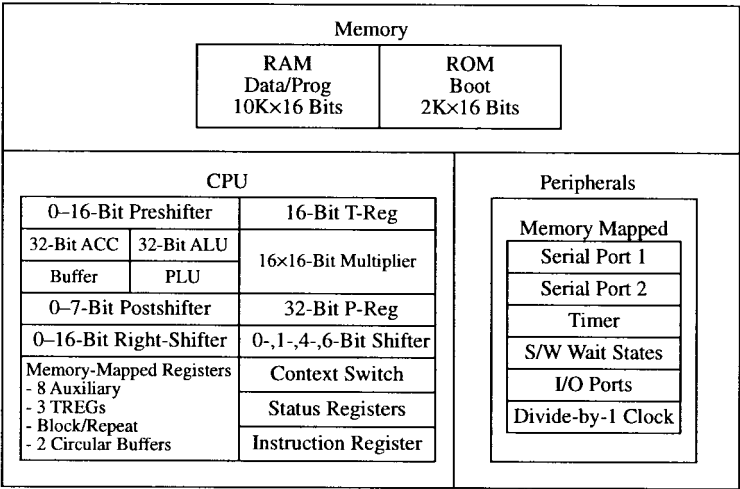 Memory
RAM
Data/Prog
10K×16 Bits
ROM
Boot
2K×16 Bits
CPU
0–16-Bit Preshifter
16-Bit T-Reg
32-Bit ACC
32-Bit ALU
16×16-Bit Multiplier
Buffer
PLU
0–7-Bit Postshifter
32-Bit P-Reg
0–16-Bit Right-Shifter
0-,1-,4-,6-Bit Shifter
Memory-Mapped Registers
- 8 Auxiliary
- 3 TREGs
- Block/Repeat
- 2 Circular Buffers
Context Switch
Status Registers
Instruction Register
Peripherals
Memory Mapped
Serial Port 1
Serial Port 2
Timer
S/W Wait States
I/O Ports
Divide-by-1 Clock